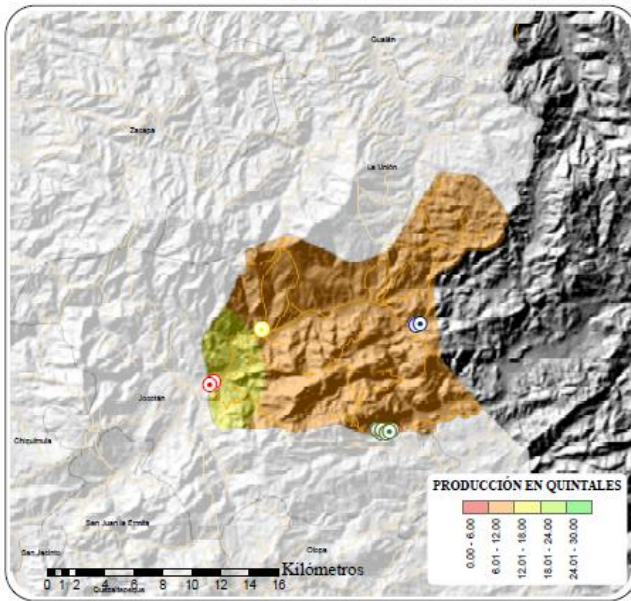 Gualán
Zacapa
La Unión
Jocotán
Chiquimula
San Juan la Ermita
San Jacinto
Olopa
Quetzaltepeque
Kilómetros
0 1 2 4 6 8 10 12 14 16
PRODUCCIÓN EN QUINTALES
0.00 - 6.00
6.01 - 12.00
12.01 - 18.00
18.01 - 24.00
24.01 - 30.00